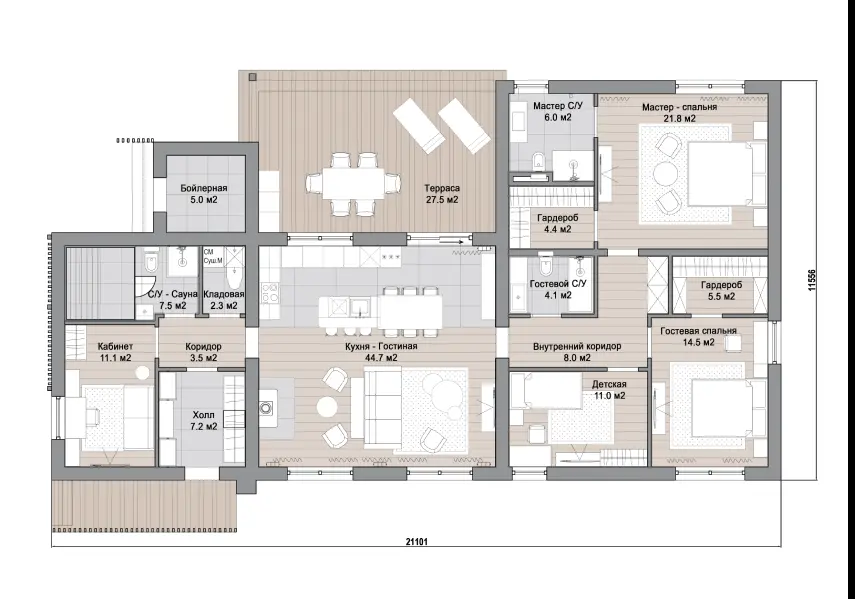 Мастер С/У
6.0 м2
Мастер - спальня
21.8 м2
Бойлерная
5.0 м2
Терраса
27.5 м2
Гардероб
4.4 м2
СМ
Суш.М
С/У - Сауна
7.5 м2
Кладовая
2.3 м2
Гостевой С/У
4.1 м2
Гардероб
5.5 м2
11556
Кабинет
11.1 м2
Коридор
3.5 м2
Кухня - Гостиная
44.7 м2
Внутренний коридор
8.0 м2
Гостевая спальня
14.5 м2
Детская
11.0 м2
Холл
7.2 м2
21101